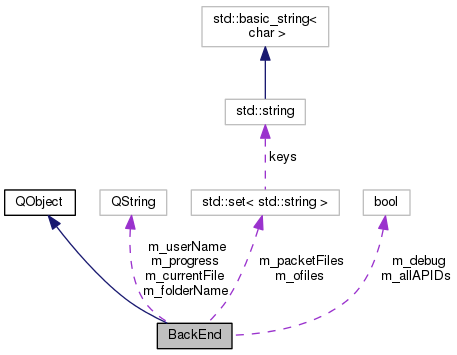 std::basic_string<
char >
std::string
keys
QObject
QString
std::set< std::string >
bool
m_userName
m_progress
m_currentFile
m_folderName
m_packetFiles
m_ofiles
m_debug
m_allAPIDs
BackEnd